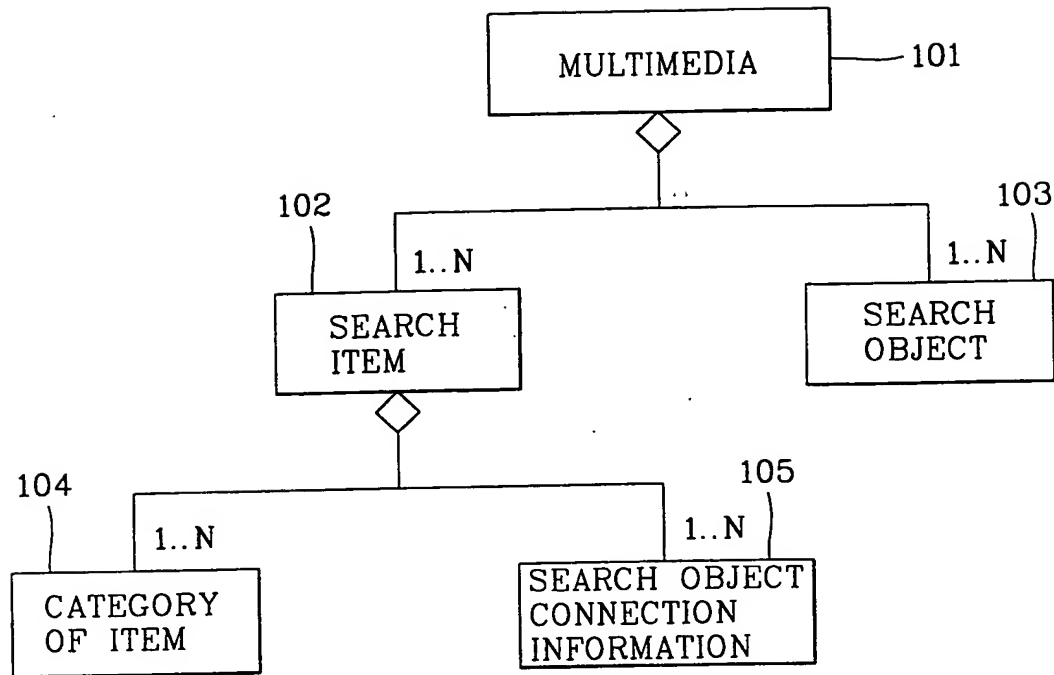 MULTIMEDIA
101
102
103
1..N
1..N
SEARCH
ITEM
SEARCH
OBJECT
104
105
1..N
1..N
CATEGORY
OF ITEM
SEARCH OBJECT
CONNECTION
INFORMATION